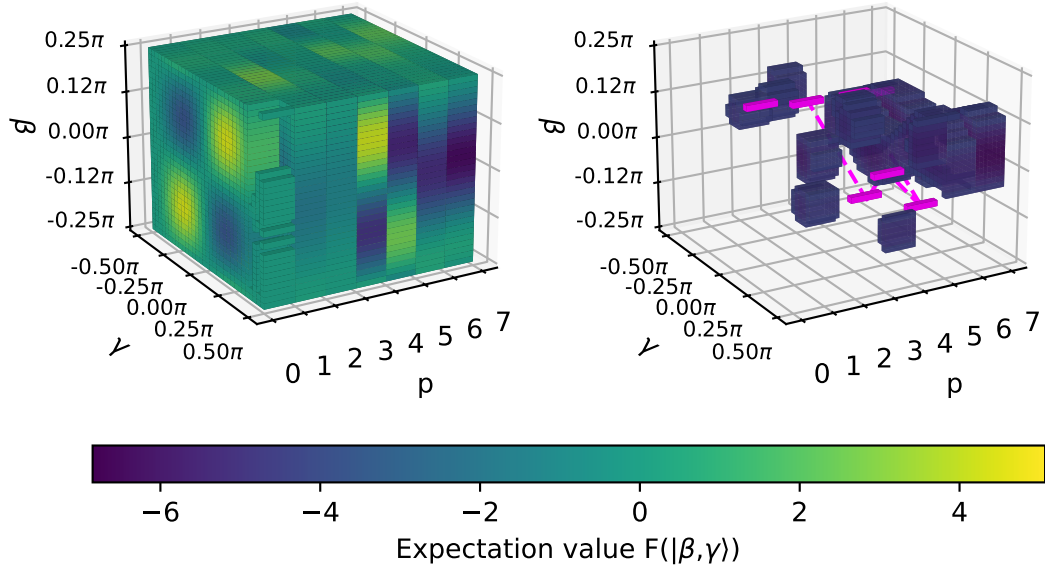 0.25π
0.12π
0.00π
-0.12π
-0.25π
β
-0.50π
-0.25π
0.00π
0.25π
0.50π
γ
0 1 2 3 4 5 6 7
p
0.25π
0.12π
0.00π
-0.12π
-0.25π
β
-0.50π
-0.25π
0.00π
0.25π
0.50π
γ
0 1 2 3 4 5 6 7
p
−6 −4 −2 0 2 4
Expectation value F(|β,γ⟩)